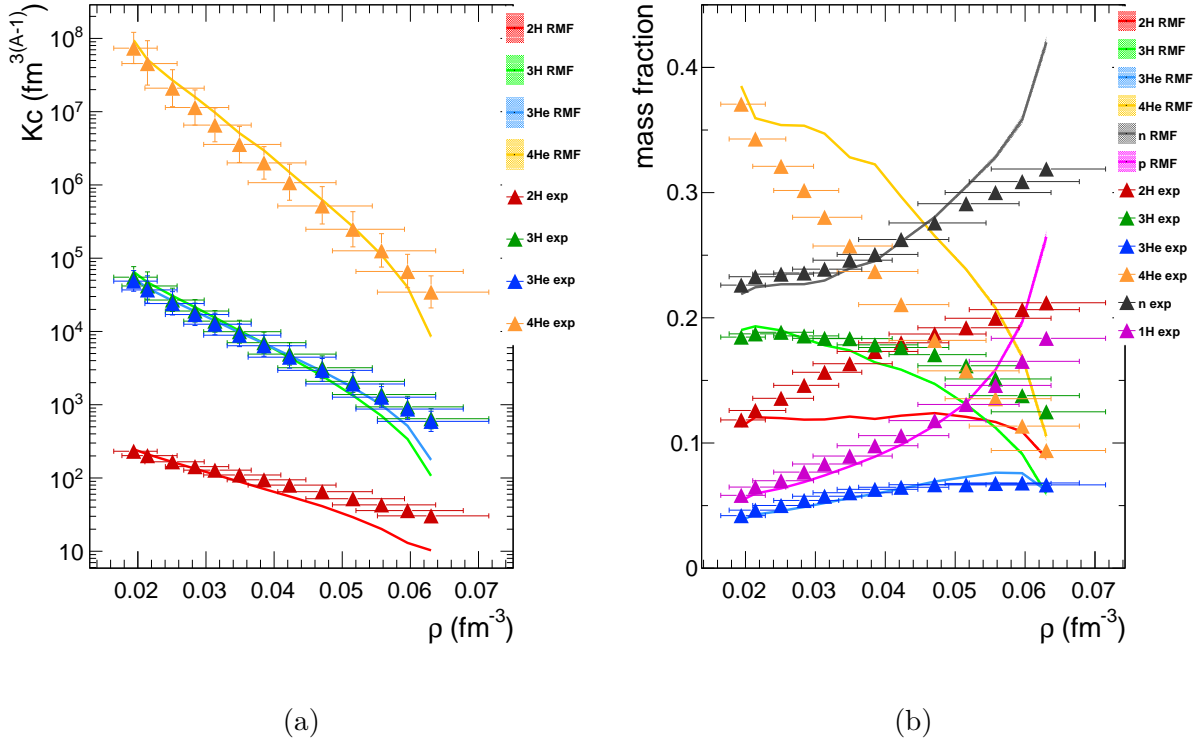 Kc (fm^3(A-1))
10^8
10^7
10^6
10^5
10^4
10^3
10^2
10
0.02 0.03 0.04 0.05 0.06 0.07
ρ (fm^-3)
2H RMF
3H RMF
3He RMF
4He RMF
2H exp
3H exp
3He exp
4He exp
(a)
mass fraction
0.4
0.3
0.2
0.1
0
0.02 0.03 0.04 0.05 0.06 0.07
ρ (fm^-3)
2H RMF
3H RMF
3He RMF
4He RMF
n RMF
p RMF
2H exp
3H exp
3He exp
4He exp
n exp
1H exp
(b)